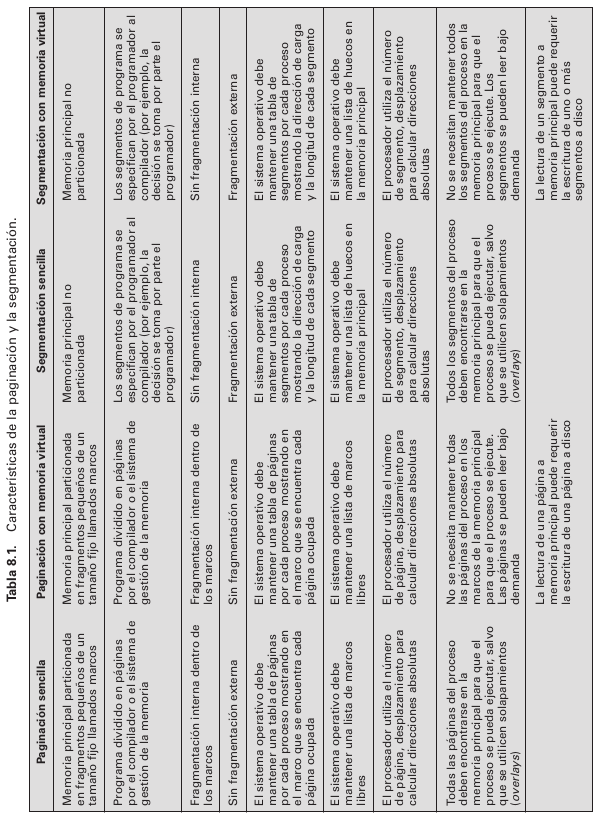 Tabla 8.1. Características de la paginación y la segmentación.
Paginación sencilla
Paginación con memoria virtual
Segmentación sencilla
Segmentación con memoria virtual
Memoria principal particionada
en fragmentos pequeños de un
tamaño fijo llamados marcos
Memoria principal particionada
en fragmentos pequeños de un
tamaño fijo llamados marcos
Memoria principal no
particionada
Memoria principal no
particionada
Programa dividido en páginas
por el compilador o el sistema de
gestión de la memoria
Programa dividido en páginas
por el compilador o el sistema de
gestión de la memoria
Los segmentos de programa se
especifican por el programador al
compilador (por ejemplo, la
decisión se toma por parte el
programador)
Los segmentos de programa se
especifican por el programador al
compilador (por ejemplo, la
decisión se toma por parte el
programador)
Fragmentación interna dentro de
los marcos
Fragmentación interna dentro de
los marcos
Sin fragmentación interna
Sin fragmentación interna
Sin fragmentación externa
Sin fragmentación externa
Fragmentación externa
Fragmentación externa
El sistema operativo debe
mantener una tabla de páginas
por cada proceso mostrando en
el marco que se encuentra cada
página ocupada
El sistema operativo debe
mantener una tabla de páginas
por cada proceso mostrando en
el marco que se encuentra cada
página ocupada
El sistema operativo debe
mantener una tabla de
segmentos por cada proceso
mostrando la dirección de carga
y la longitud de cada segmento
El sistema operativo debe
mantener una tabla de
segmentos por cada proceso
mostrando la dirección de carga
y la longitud de cada segmento
El sistema operativo debe
mantener una lista de marcos
libres
El sistema operativo debe
mantener una lista de marcos
libres
El sistema operativo debe
mantener una lista de huecos en
la memoria principal
El sistema operativo debe
mantener una lista de huecos en
la memoria principal
El procesador utiliza el número
de página, desplazamiento para
calcular direcciones absolutas
El procesador utiliza el número
de página, desplazamiento para
calcular direcciones absolutas
El procesador utiliza el número
de segmento, desplazamiento
para calcular direcciones
absolutas
El procesador utiliza el número
de segmento, desplazamiento
para calcular direcciones
absolutas
Todas las páginas del proceso
deben encontrarse en la
memoria principal para que el
proceso se pueda ejecutar, salvo
que se utilicen solapamientos
(overlays)
No se necesita mantener todas
las páginas del proceso en los
marcos de la memoria principal
para que el proceso se ejecute.
Las páginas se pueden leer bajo
demanda
Todos los segmentos del proceso
deben encontrarse en la
memoria principal para que el
proceso se pueda ejecutar, salvo
que se utilicen solapamientos
(overlays)
No se necesitan mantener todos
los segmentos del proceso en la
memoria principal para que el
proceso se ejecute. Los
segmentos se pueden leer bajo
demanda
La lectura de una página a
memoria principal puede requerir
la escritura de una página a disco
La lectura de un segmento a
memoria principal puede requerir
la escritura de uno o más
segmentos a disco